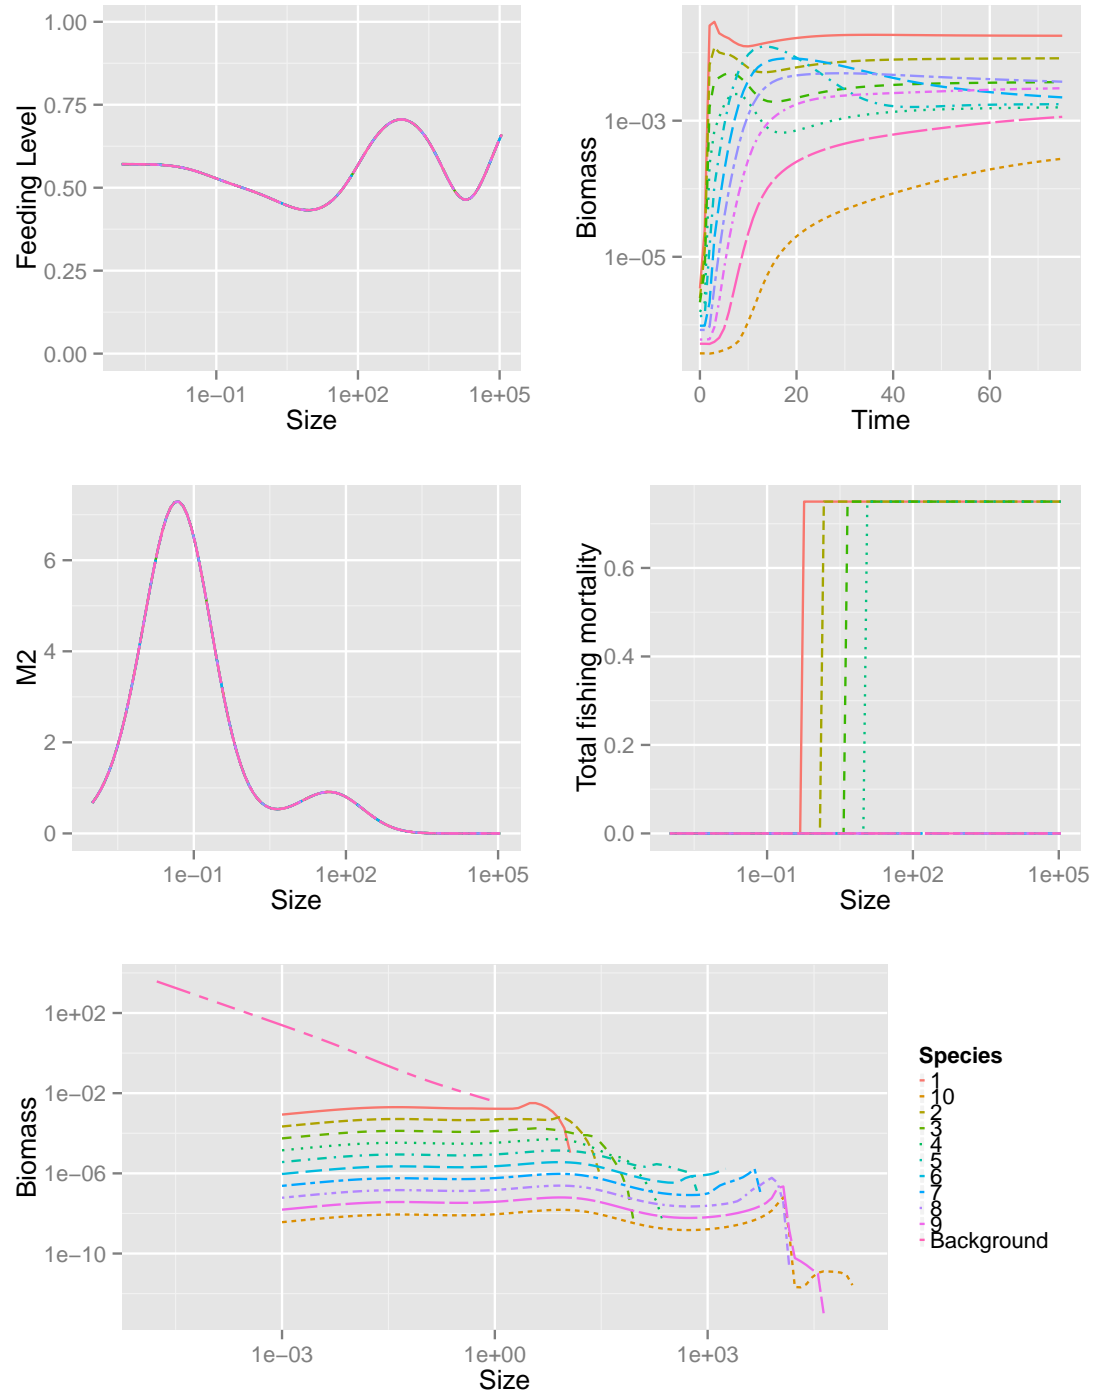 Feeding Level
1.00
0.75
0.50
0.25
0.00
1e−01
1e+02
1e+05
Size
Biomass
1e−03
1e−05
0
20
40
60
Time
M2
6
4
2
0
1e−01
1e+02
1e+05
Size
Total fishing mortality
0.6
0.4
0.2
0.0
1e−01
1e+02
1e+05
Size
Biomass
1e+02
1e−02
1e−06
1e−10
1e−03
1e+00
1e+03
Size
Species
1
10
2
3
4
5
6
7
8
9
Background